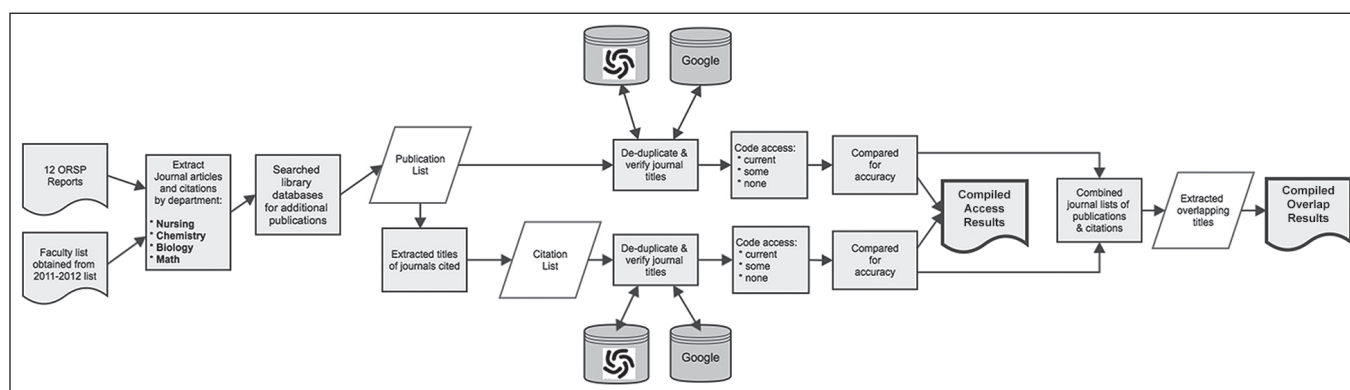 Google
12 ORSP
Reports
Faculty list
obtained from
2011-2012 list
Extract
Journal articles
and citations
by department:
* Nursing
* Chemistry
* Biology
* Math
Searched
library
databases
for additional
publications
Publication
List
De-duplicate &
verify journal
titles
Code access:
* current
* some
* none
Compared
for
accuracy
Extracted titles
of journals cited
Citation
List
De-duplicate &
verify journal
titles
Code access:
* current
* some
* none
Compared
for
accuracy
Compiled
Access
Results
Combined
journal lists of
publications
& citations
Extracted
overlapping
titles
Compiled
Overlap
Results
Google